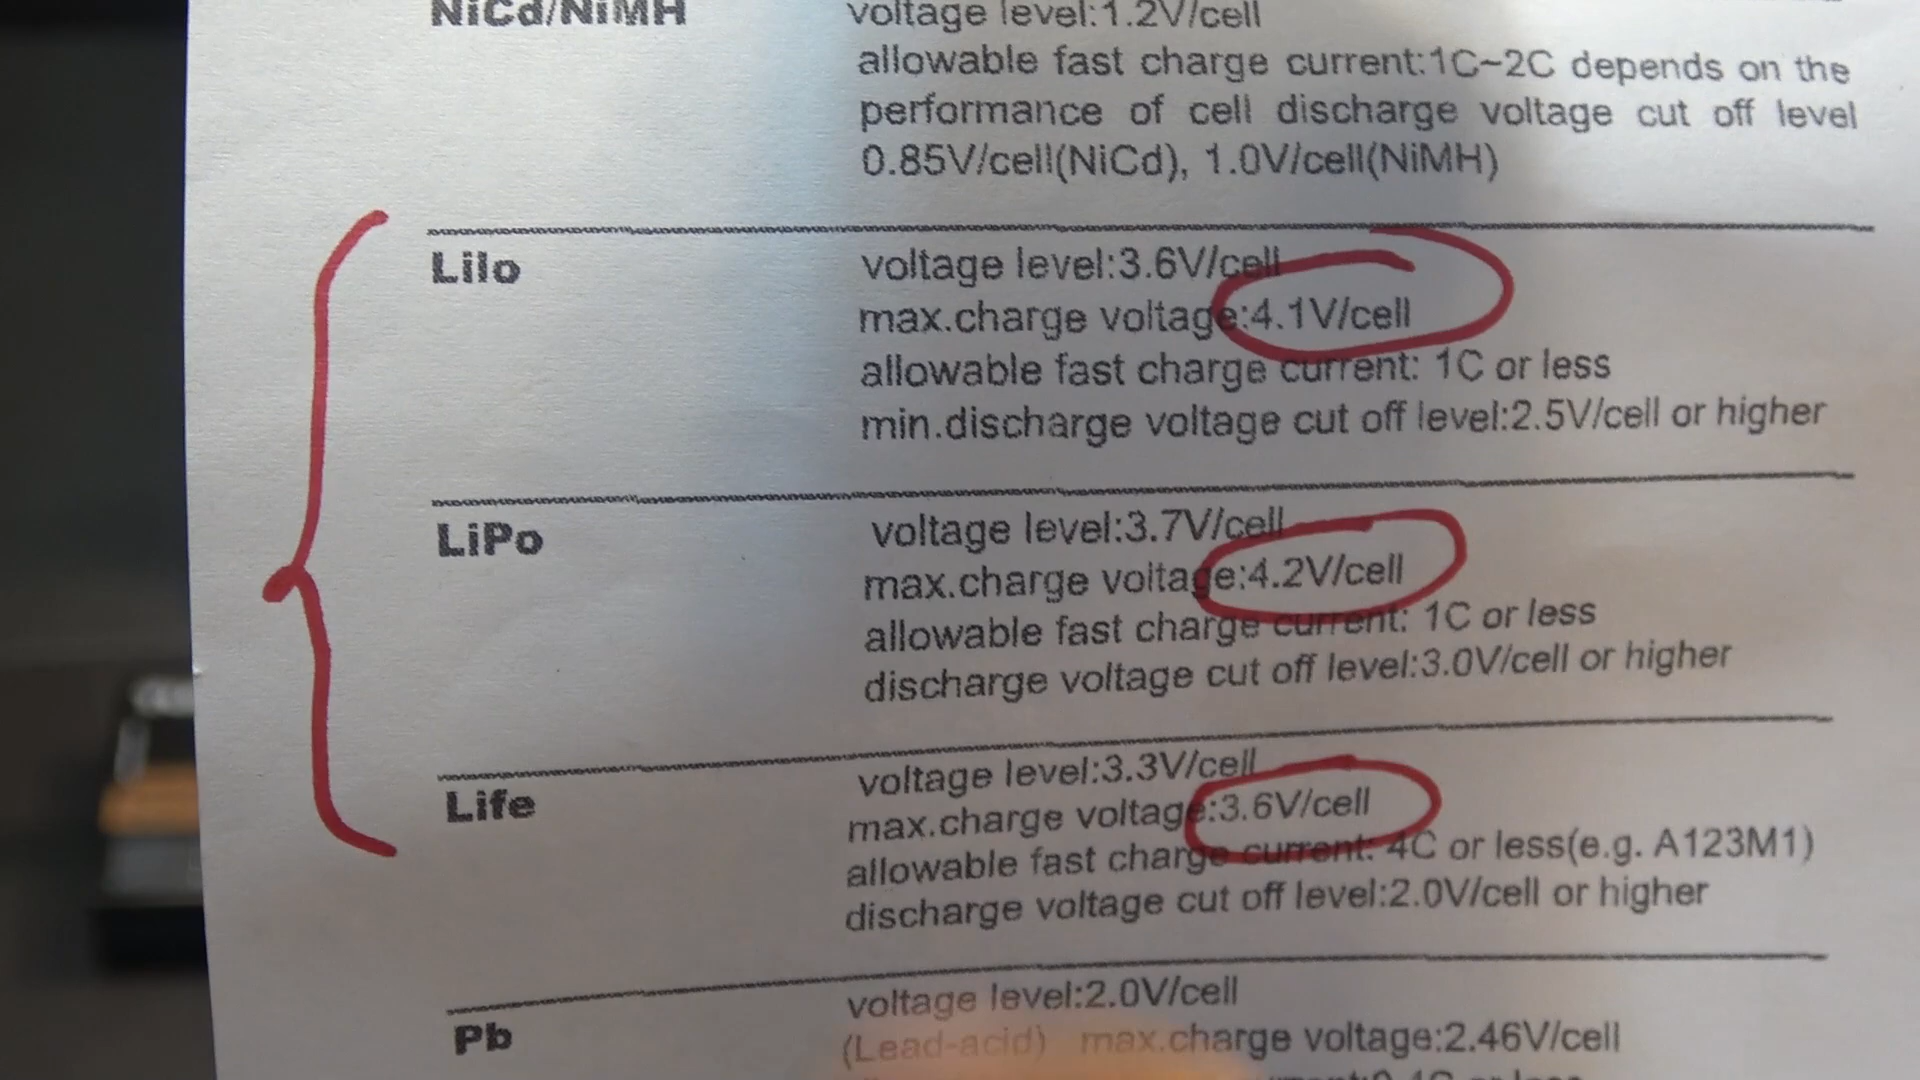 NiCd/NiMH
voltage level:1.2V/cell
allowable fast charge current:1C~2C depends on the
performance of cell discharge voltage cut off level
0.85V/cell(NiCd), 1.0V/cell(NiMH)
LiIo
voltage level:3.6V/cell
max.charge voltage:4.1V/cell
allowable fast charge current: 1C or less
min.discharge voltage cut off level:2.5V/cell or higher
LiPo
voltage level:3.7V/cell
max.charge voltage:4.2V/cell
allowable fast charge current: 1C or less
discharge voltage cut off level:3.0V/cell or higher
Life
voltage level:3.3V/cell
max.charge voltage:3.6V/cell
allowable fast charge current: 4C or less(e.g. A123M1)
discharge voltage cut off level:2.0V/cell or higher
Pb
voltage level:2.0V/cell
(Lead-acid) max.charge voltage:2.46V/cell